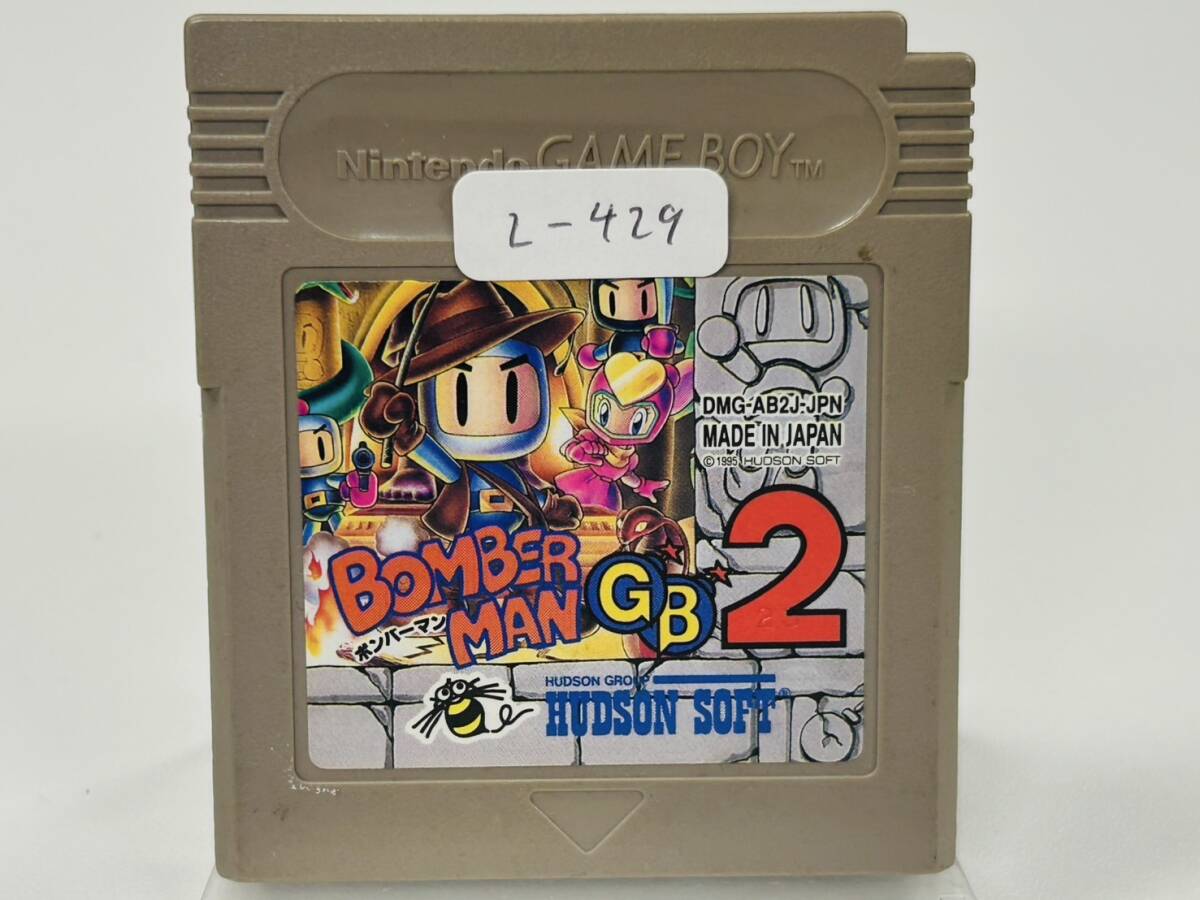 Nintendo GAME BOY TM
2-429
DMG-AB2J-JPN
MADE IN JAPAN
© 1995 HUDSON SOFT
BOMBER
MAN
ボンバーマン
GB 2
HUDSON GROUP
HUDSON SOFT®